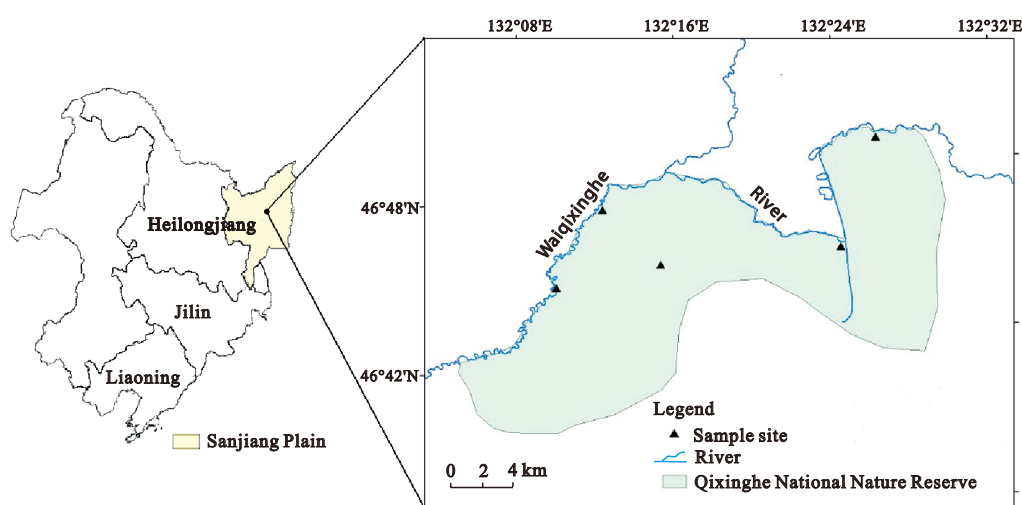 132°08'E 132°16'E 132°24'E 132°32'E
46°48'N
46°42'N
Heilongjiang
Jilin
Liaoning
Sanjiang Plain
Waiqixinghe
River
Legend
Sample site
River
Qixinghe National Nature Reserve
0 2 4 km